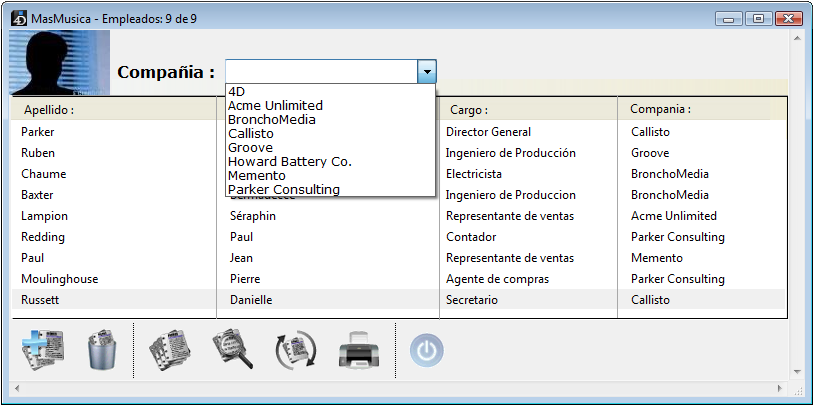 4D MasMusica - Empleados: 9 de 9
Compañia :
4D
Acme Unlimited
BronchoMedia
Callisto
Groove
Howard Battery Co.
Memento
Parker Consulting
Apellido : Cargo : Compania :
Parker Director General Callisto
Ruben Ingeniero de Producción Groove
Chaume Electricista BronchoMedia
Baxter Ingeniero de Produccion BronchoMedia
Lampion Séraphin Representante de ventas Acme Unlimited
Redding Paul Contador Parker Consulting
Paul Jean Representante de ventas Memento
Moulinghouse Pierre Agente de compras Parker Consulting
Russett Danielle Secretario Callisto